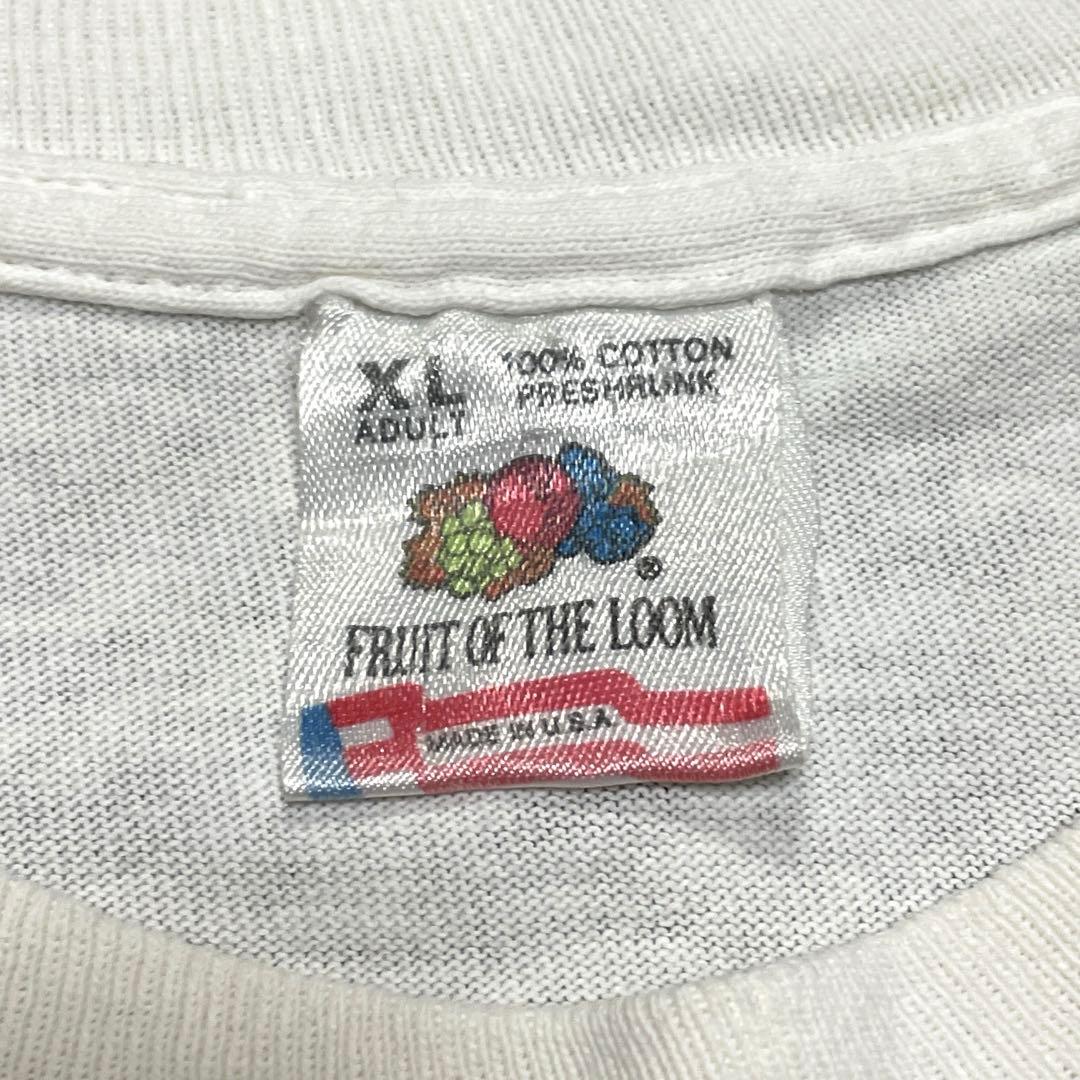 XL
ADULT
100% COTTON
PRESHRUNK
®
FRUIT OF THE LOOM
MADE IN U.S.A.